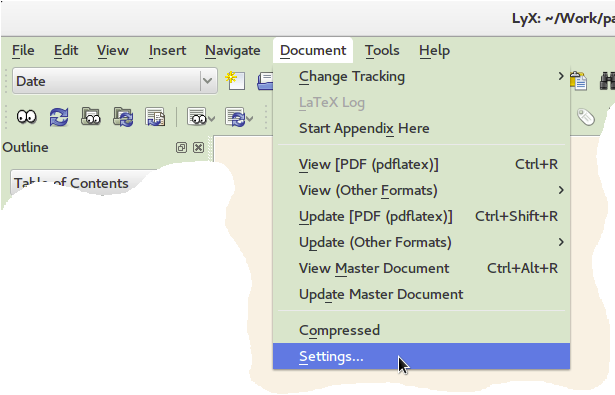 LyX: ~/Work/pa
File Edit View Insert Navigate Document Tools Help
Date
Change Tracking
LaTeX Log
Start Appendix Here
Outline
Table of Contents
View [PDF (pdflatex)] Ctrl+R
View (Other Formats)
Update [PDF (pdflatex)] Ctrl+Shift+R
Update (Other Formats)
View Master Document Ctrl+Alt+R
Update Master Document
Compressed
Settings...